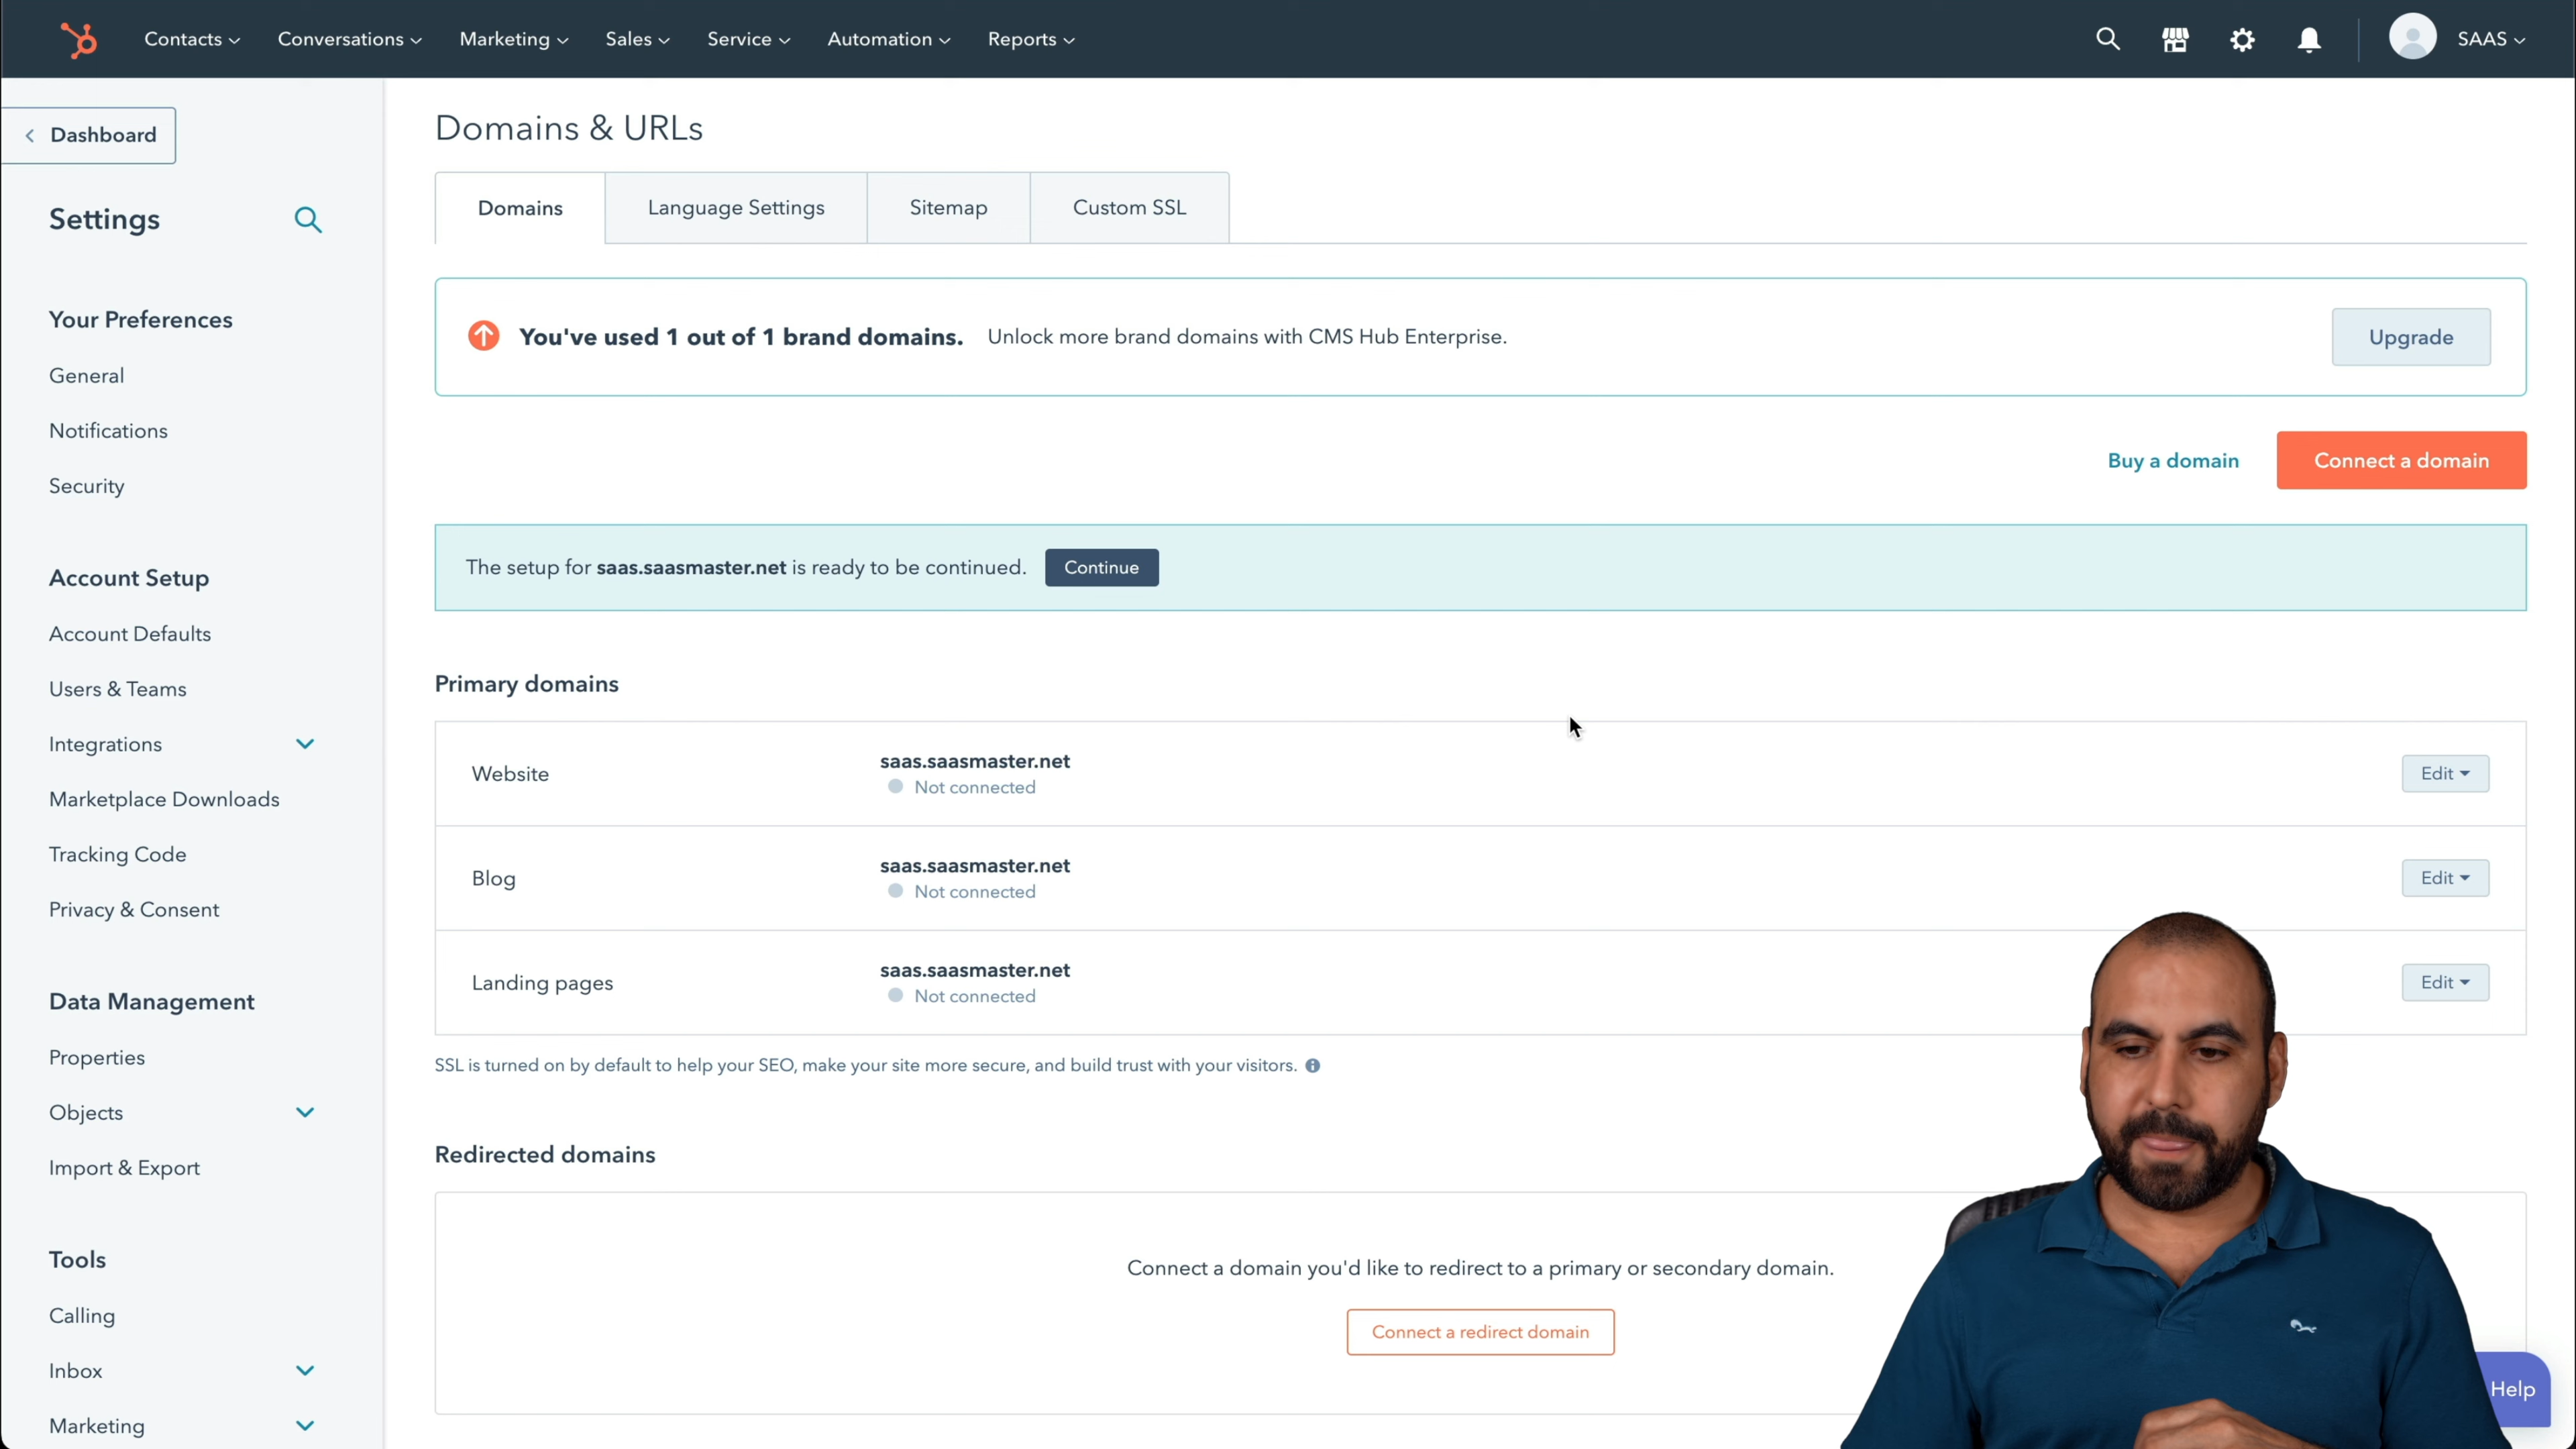 Contacts Conversations Marketing Sales Service Automation Reports SAAS
Dashboard
Settings
Your Preferences
General
Notifications
Security
Account Setup
Account Defaults
Users & Teams
Integrations
Marketplace Downloads
Tracking Code
Privacy & Consent
Data Management
Properties
Objects
Import & Export
Tools
Calling
Inbox
Marketing
Domains & URLs
Domains Language Settings Sitemap Custom SSL
You've used 1 out of 1 brand domains. Unlock more brand domains with CMS Hub Enterprise. Upgrade
Buy a domain Connect a domain
The setup for saas.saasmaster.net is ready to be continued. Continue
Primary domains
Website saas.saasmaster.net Edit
Not connected
Blog saas.saasmaster.net Edit
Not connected
Landing pages saas.saasmaster.net Edit
Not connected
SSL is turned on by default to help your SEO, make your site more secure, and build trust with your visitors.
Redirected domains
Connect a domain you'd like to redirect to a primary or secondary domain.
Connect a redirect domain
Help